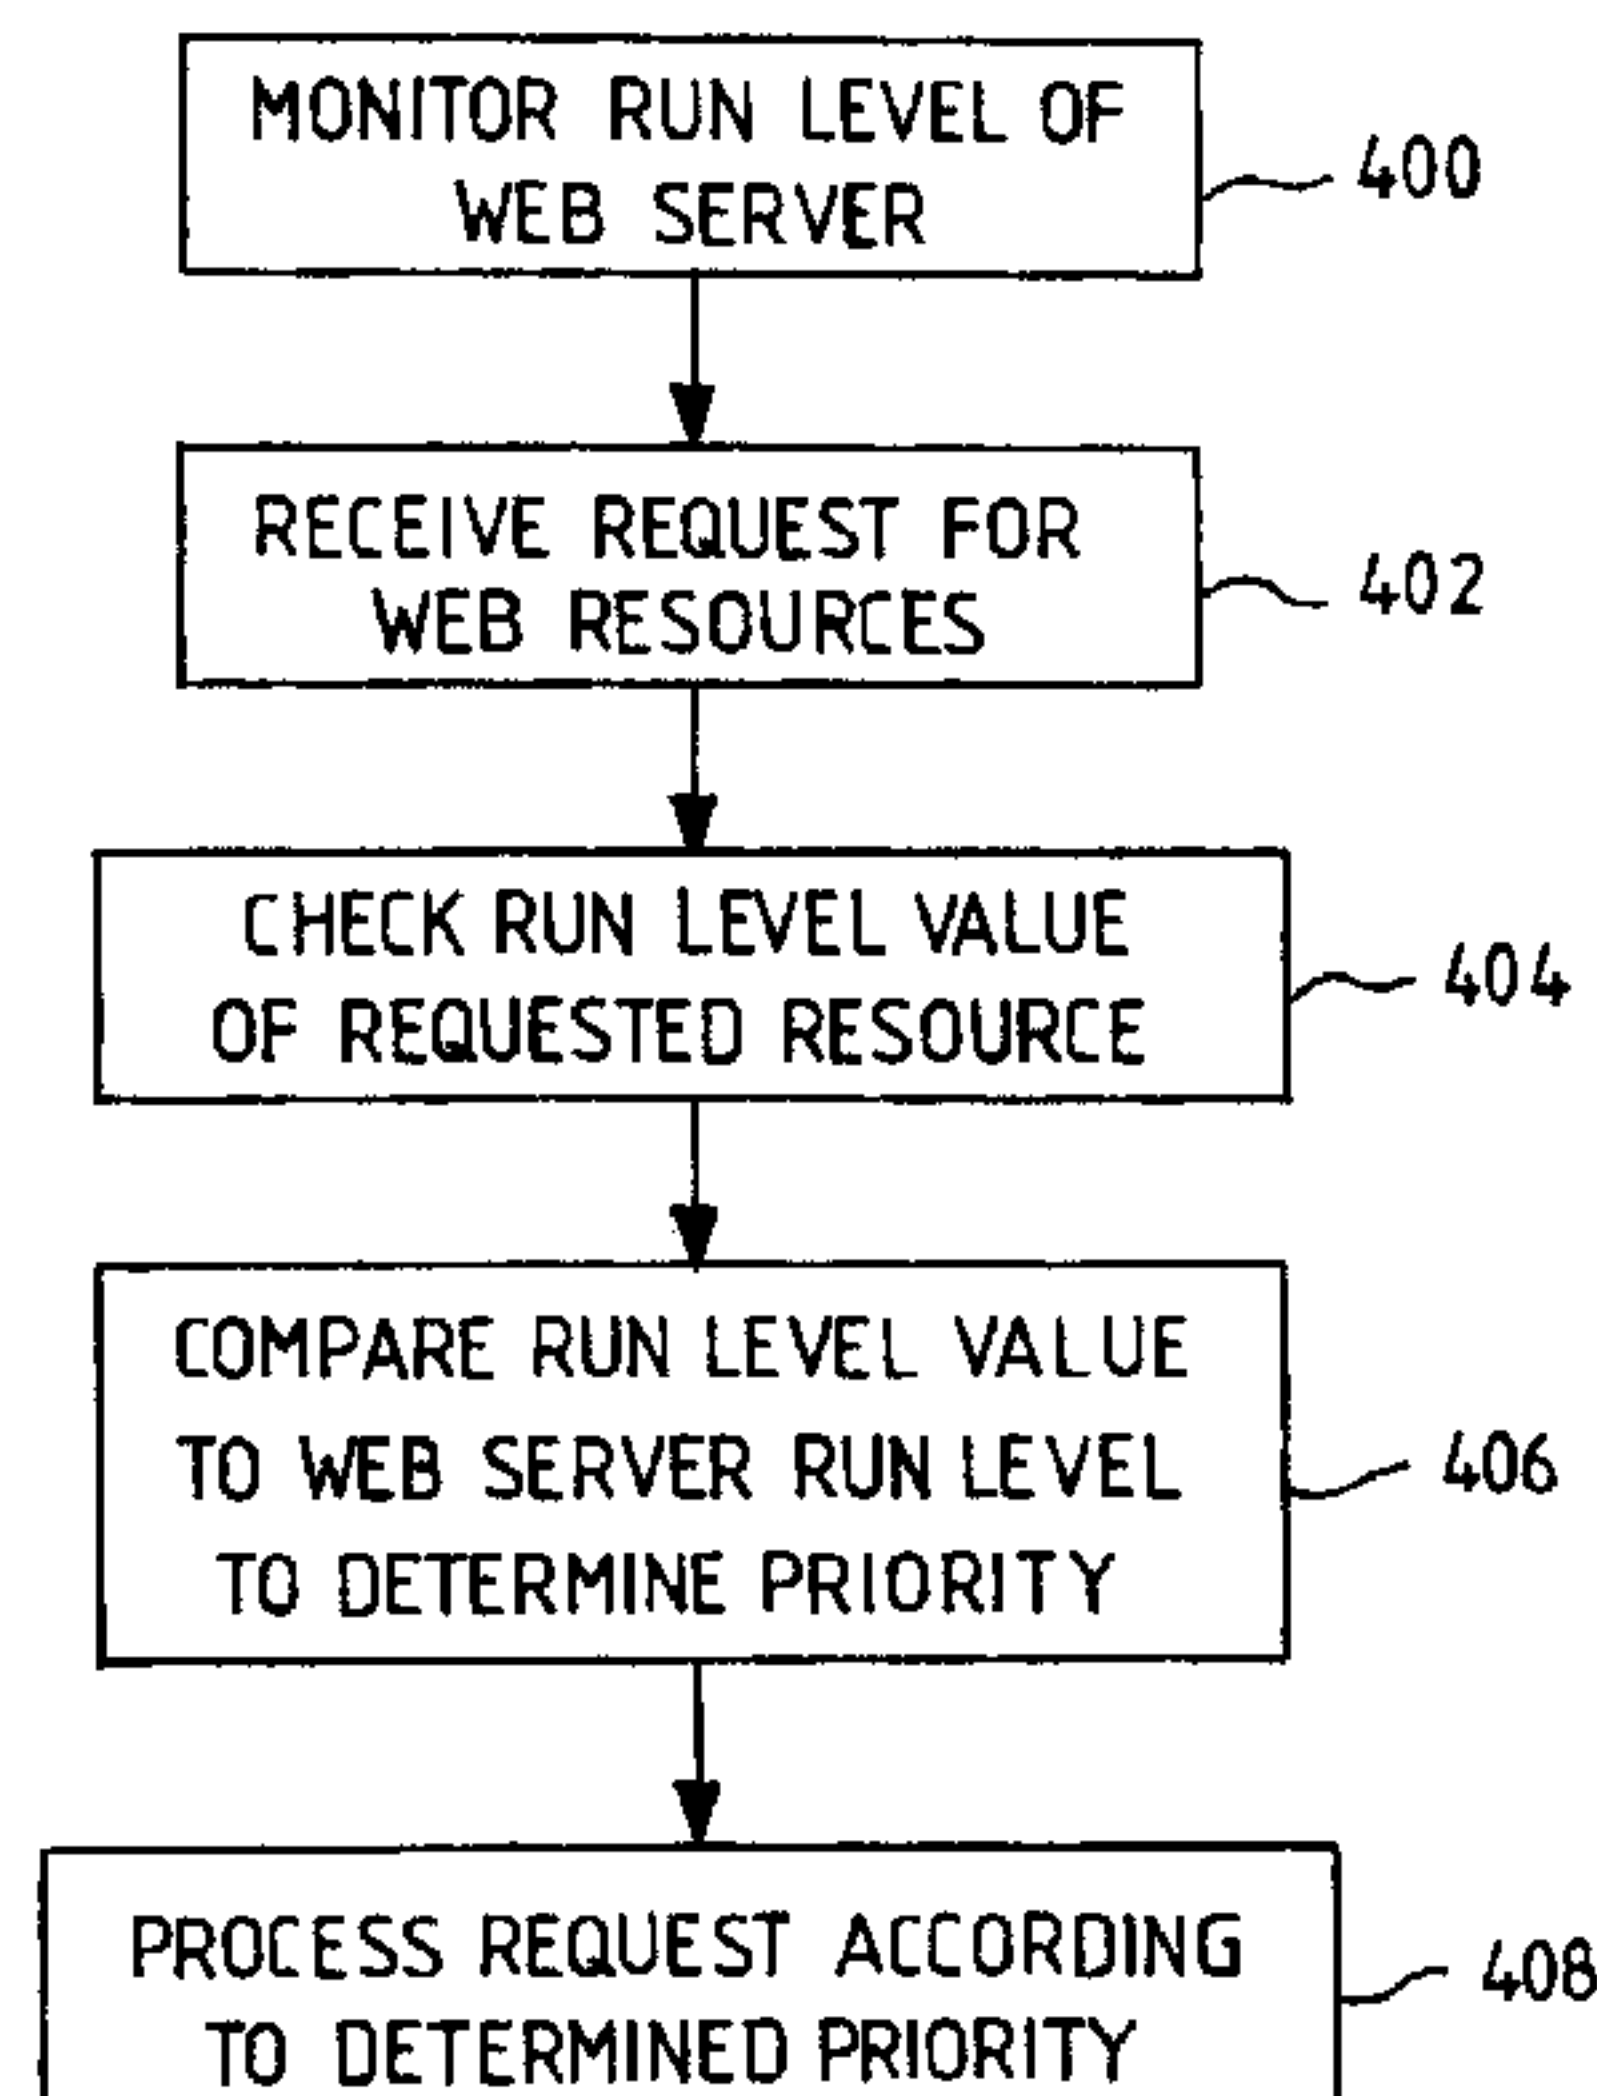 MONITOR RUN LEVEL OF
WEB SERVER
400
RECEIVE REQUEST FOR
WEB RESOURCES
402
CHECK RUN LEVEL VALUE
OF REQUESTED RESOURCE
404
COMPARE RUN LEVEL VALUE
TO WEB SERVER RUN LEVEL
TO DETERMINE PRIORITY
406
PROCESS REQUEST ACCORDING
TO DETERMINED PRIORITY
408